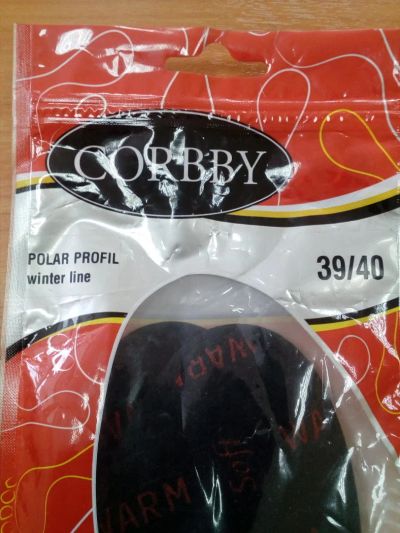 CORBBY
POLAR PROFIL
winter line
39/40
WARM
WARM
Soft